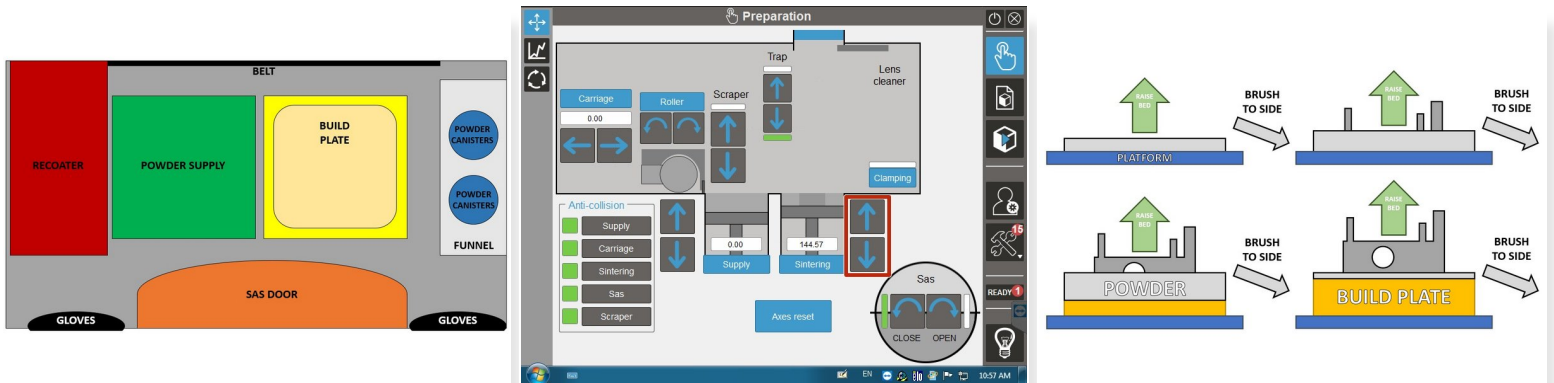 BELT
RECOATER
POWDER SUPPLY
BUILD
PLATE
POWDER
CANISTERS
POWDER
CANISTERS
FUNNEL
SAS DOOR
GLOVES
GLOVES
Preparation
Trap
Lens
cleaner
Carriage
Roller
Scraper
0.00
Clamping
Anti-collision
Supply
Carriage
Sintering
Sas
Scraper
0.00
144.57
Supply
Sintering
Sas
Axes reset
CLOSE OPEN
15
READY 1
EN
10:57 AM
RAISE
BED
BRUSH
TO SIDE
PLATFORM
RAISE
BED
BRUSH
TO SIDE
RAISE
BED
BRUSH
TO SIDE
POWDER
RAISE
BED
BRUSH
TO SIDE
BUILD PLATE